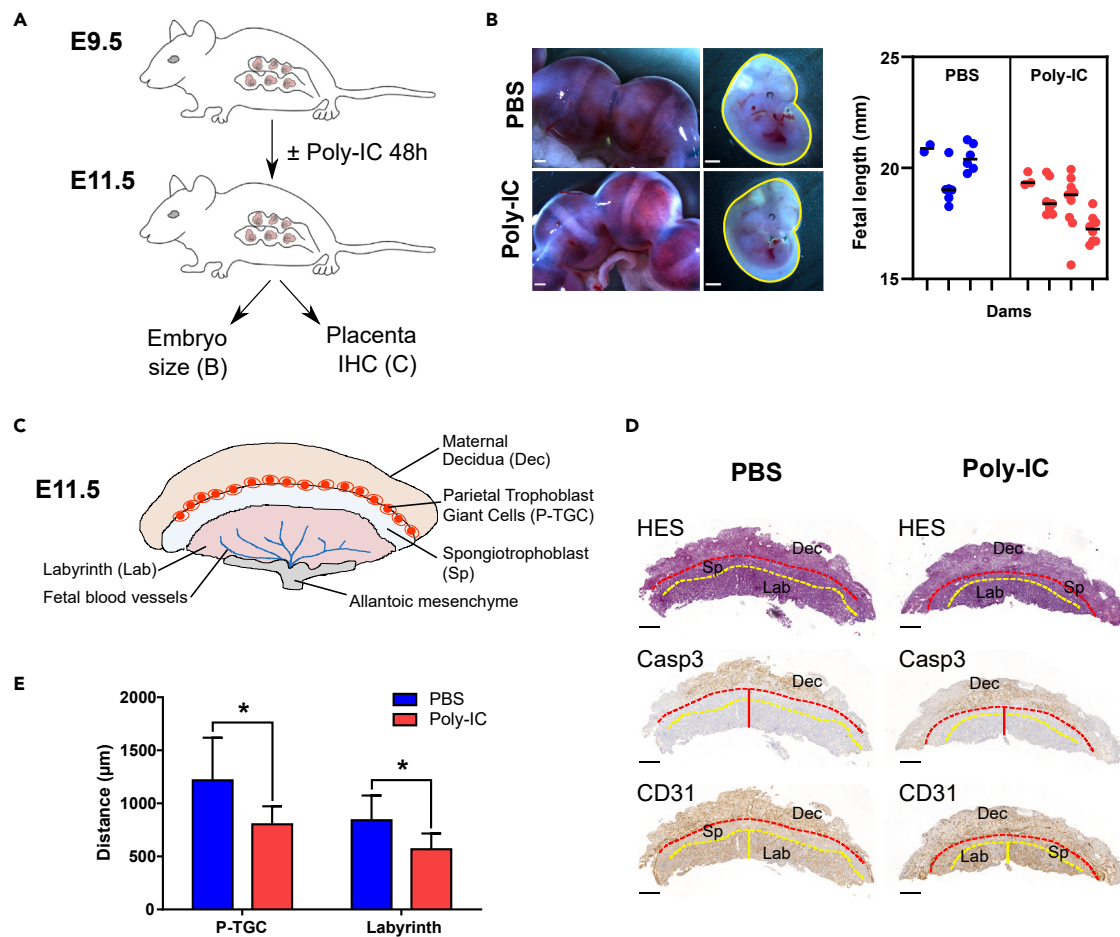 A
E9.5
± Poly-IC 48h
E11.5
Embryo
size (B)
Placenta
IHC (C)
B
PBS
Poly-IC
25
20
15
Fetal length (mm)
PBS
Poly-IC
Dams
C
E11.5
Maternal
Decidua (Dec)
Parietal Trophoblast
Giant Cells (P-TGC)
Spongiotrophoblast
(Sp)
Labyrinth (Lab)
Fetal blood vessels
Allantoic mesenchyme
D
PBS
Poly-IC
HES
Dec
Sp
Lab
HES
Dec
Sp
Lab
Casp3
Dec
Casp3
Dec
CD31
Dec
Sp
Lab
CD31
Dec
Lab
Sp
E
2000
1500
1000
500
0
Distance (µm)
PBS
Poly-IC
*
*
P-TGC
Labyrinth